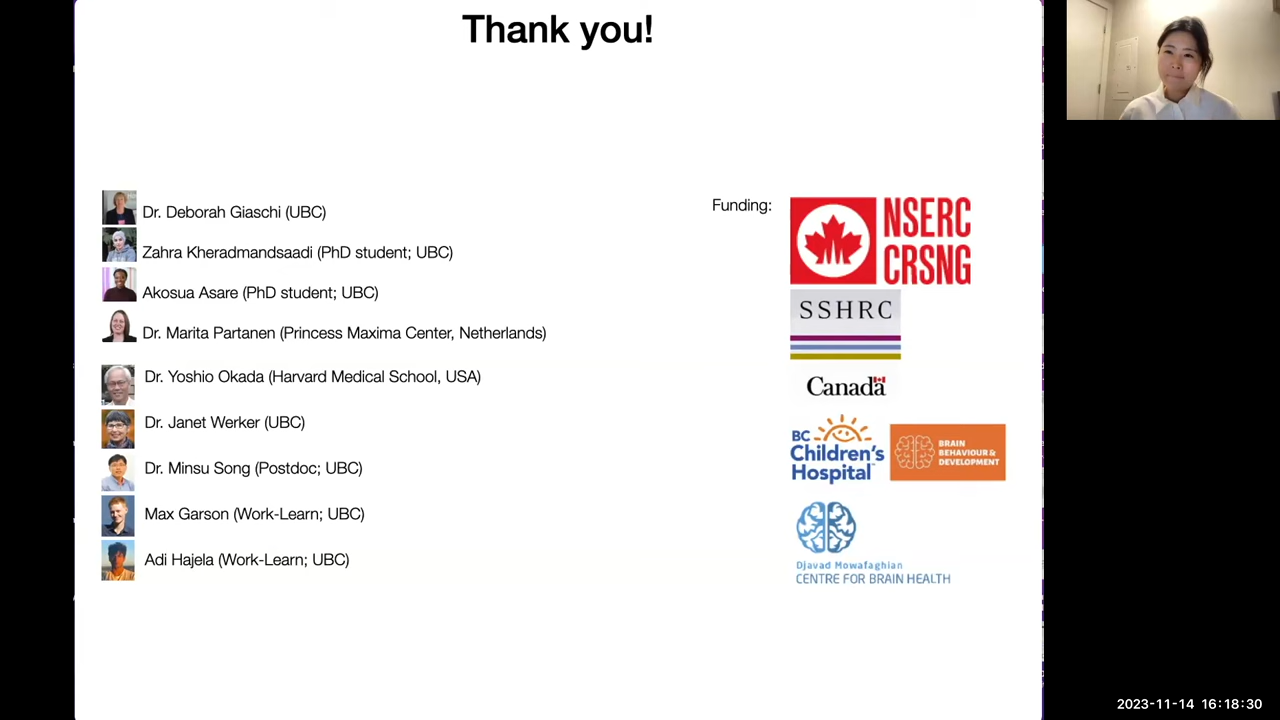 Thank you!
Dr. Deborah Giaschi (UBC)
Zahra Kheradmandsaadi (PhD student; UBC)
Akosua Asare (PhD student; UBC)
Dr. Marita Partanen (Princess Maxima Center, Netherlands)
Dr. Yoshio Okada (Harvard Medical School, USA)
Dr. Janet Werker (UBC)
Dr. Minsu Song (Postdoc; UBC)
Max Garson (Work-Learn; UBC)
Adi Hajela (Work-Learn; UBC)
Funding:
NSERC
CRSNG
SSHRC
Canada
BC
Children's
Hospital
BRAIN
BEHAVIOUR &
DEVELOPMENT
Djavad Mowafaghian
CENTRE FOR BRAIN HEALTH
2023-11-14 16:18:30